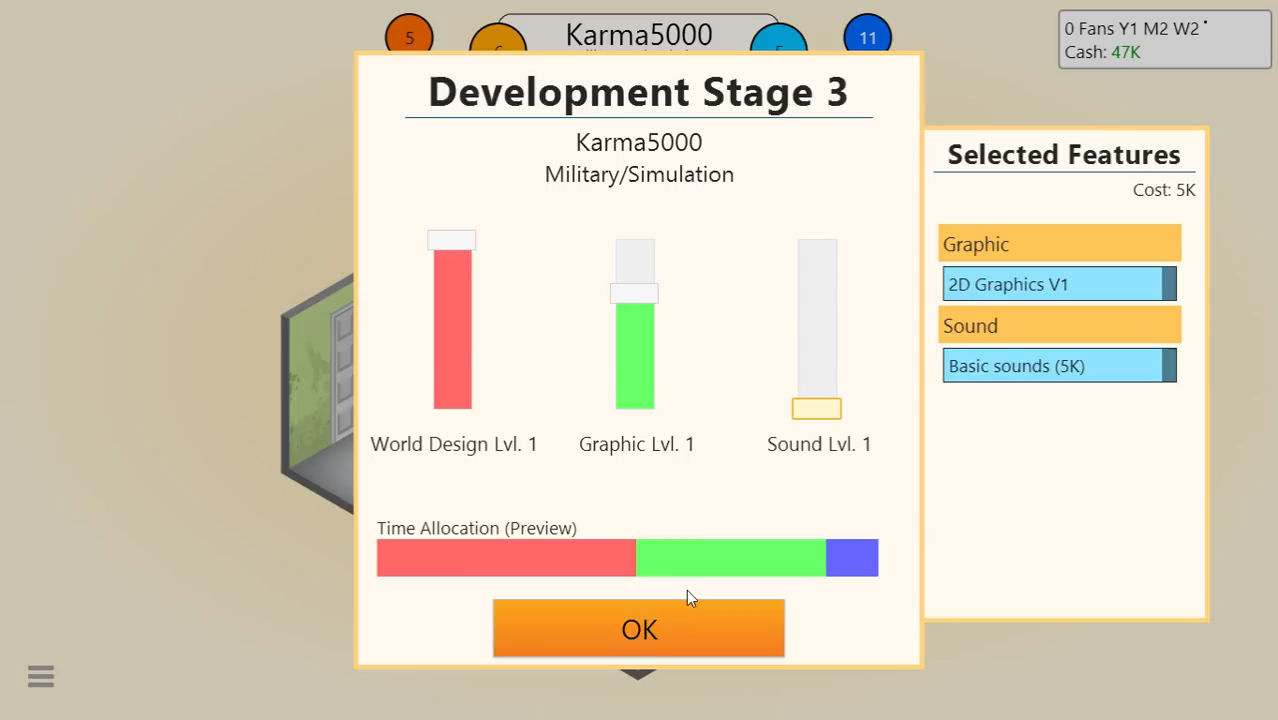 5
Karma5000
11
0 Fans Y1 M2 W2
Cash: 47K
Development Stage 3
Karma5000
Military/Simulation
World Design Lvl. 1
Graphic Lvl. 1
Sound Lvl. 1
Time Allocation (Preview)
OK
Selected Features
Cost: 5K
Graphic
2D Graphics V1
Sound
Basic sounds (5K)